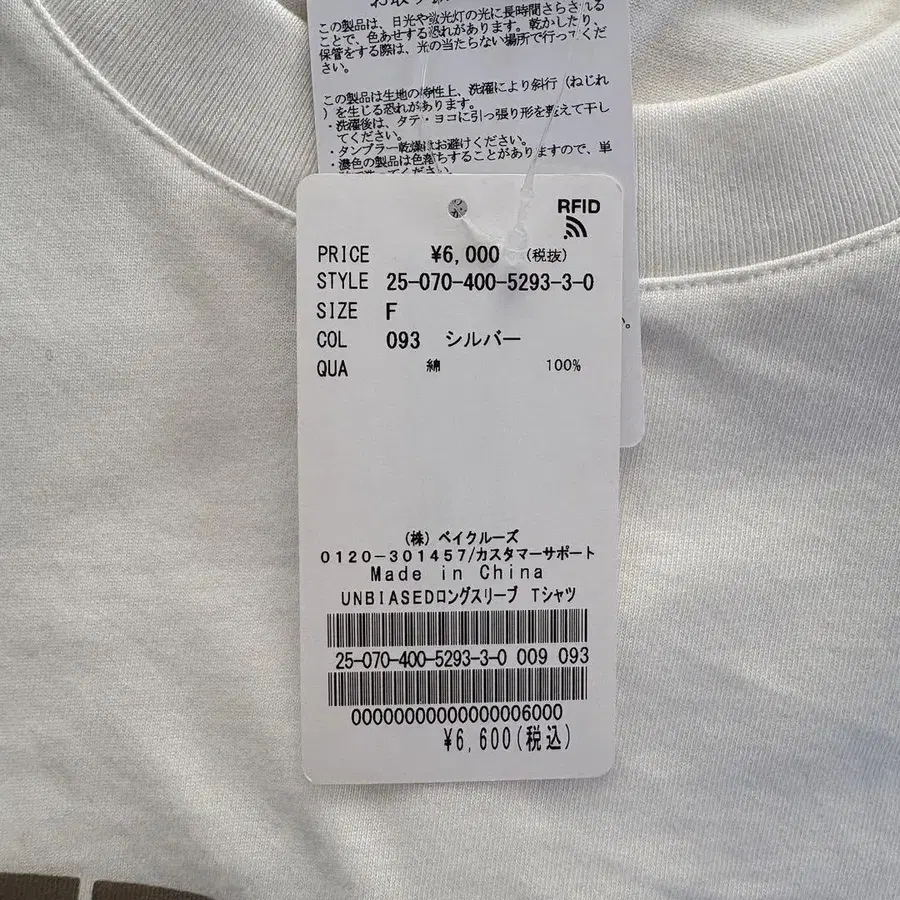 この製品は、日光や蛍光灯の光に長時間さらされる
ことで、色あせする恐れがあります。乾かしたり、
保管をする際は、光の当たらない場所で行ってくだ
さい。
この製品は生地の特性上、洗濯により斜行（ねじれ
）を生じる恐れがあります。
・洗濯後は、タテ・ヨコに引っ張り形を整えて干し
てください。
・タンブラー乾燥はお避けください。
・濃色の製品は色落ちすることがありますので、単
RFID
PRICE ¥6,000 （税抜）
STYLE 25-070-400-5293-3-0
SIZE F
COL 093 シルバー
QUA 綿 100%
（株）ベイクルーズ
0120-301457/カスタマーサポート
Made in China
UNBIASEDロングスリーブ Tシャツ
25-070-400-5293-3-0 009 093
00000000000000006000
¥6,600(税込)